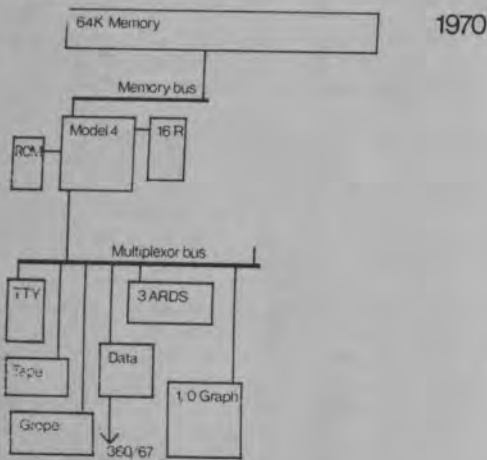 64K Memory
1970
Memory bus
Model 4
16 R
ROM
Multiplexor bus
TTY
3 ARDS
Tape
Data
1, 0 Graph
Grope
360/67